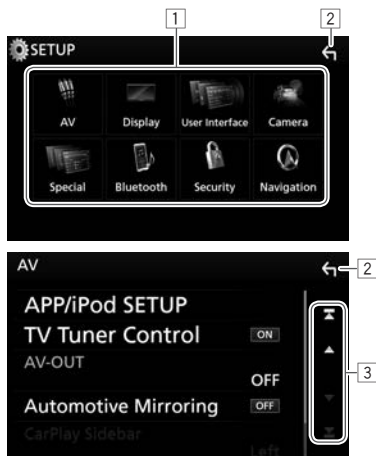 1 2
SETUP
AV Display User Interface Camera
Special Bluetooth Security Navigation
AV
2
APP/iPod SETUP
TV Tuner Control ON
AV-OUT
OFF
3
Automotive Mirroring OFF
CarPlay Sidebar
Left